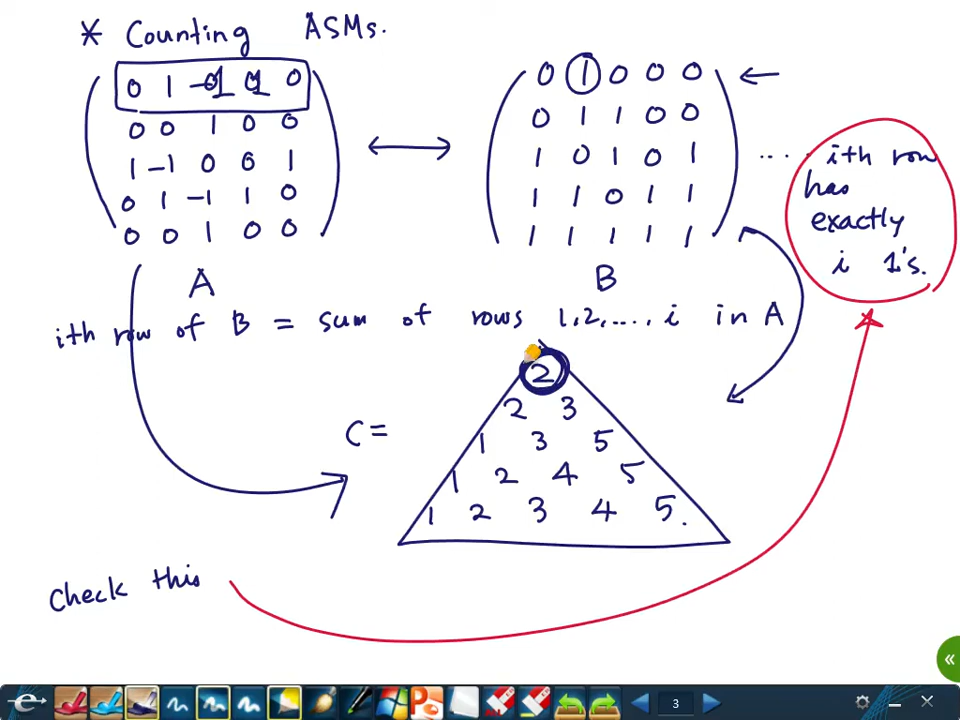 * Counting ASMs.
0 1 0 0 0
0 0 1 0 0
1 -1 0 0 1
0 1 -1 1 0
0 0 1 0 0
A
0 1 0 0 0
0 1 1 0 0
1 0 1 0 1
1 1 0 1 1
1 1 1 1 1
B
.... ith row
has
exactly
i 1's.
ith row of B = sum of rows 1,2,...., i in A
C =
2
2 3
1 3 5
1 2 4 5
1 2 3 4 5.
Check this
3